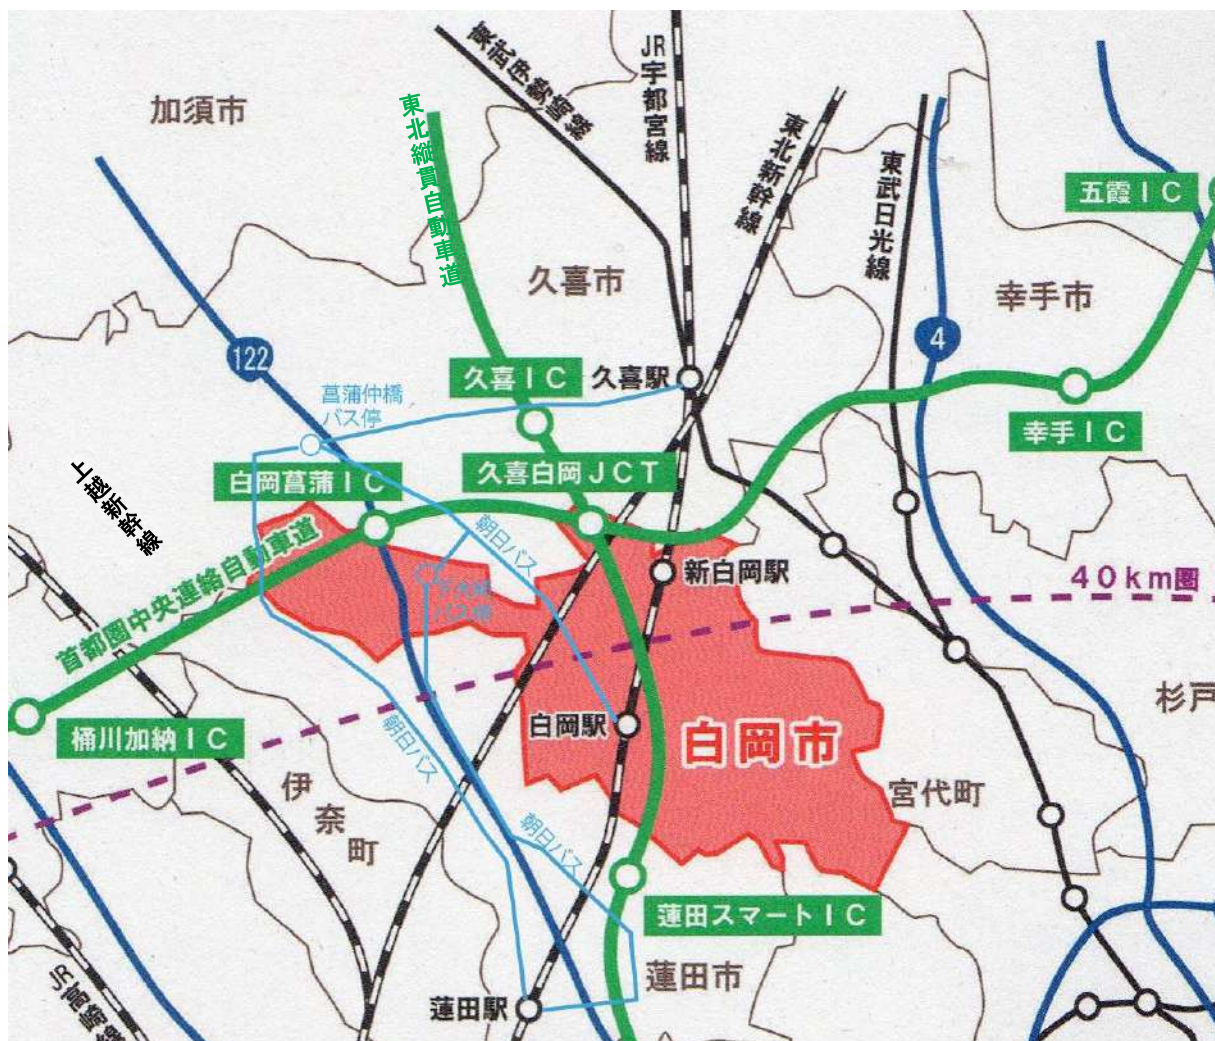 加須市
東北縦貫自動車道
東武伊勢崎線
JR宇都宮線
東北新幹線
東武日光線
五霞IC
久喜市
幸手市
122
4
久喜IC
久喜駅
菖蒲仲橋
バス停
幸手IC
上越新幹線
白岡菖蒲IC
久喜白岡JCT
首都圏中央連絡自動車道
朝日バス
新白岡駅
40km圏
バス停
杉戸
桶川加納IC
朝日バス
白岡駅
白岡市
伊奈町
宮代町
朝日バス
蓮田スマートIC
蓮田市
蓮田駅
JR高崎線